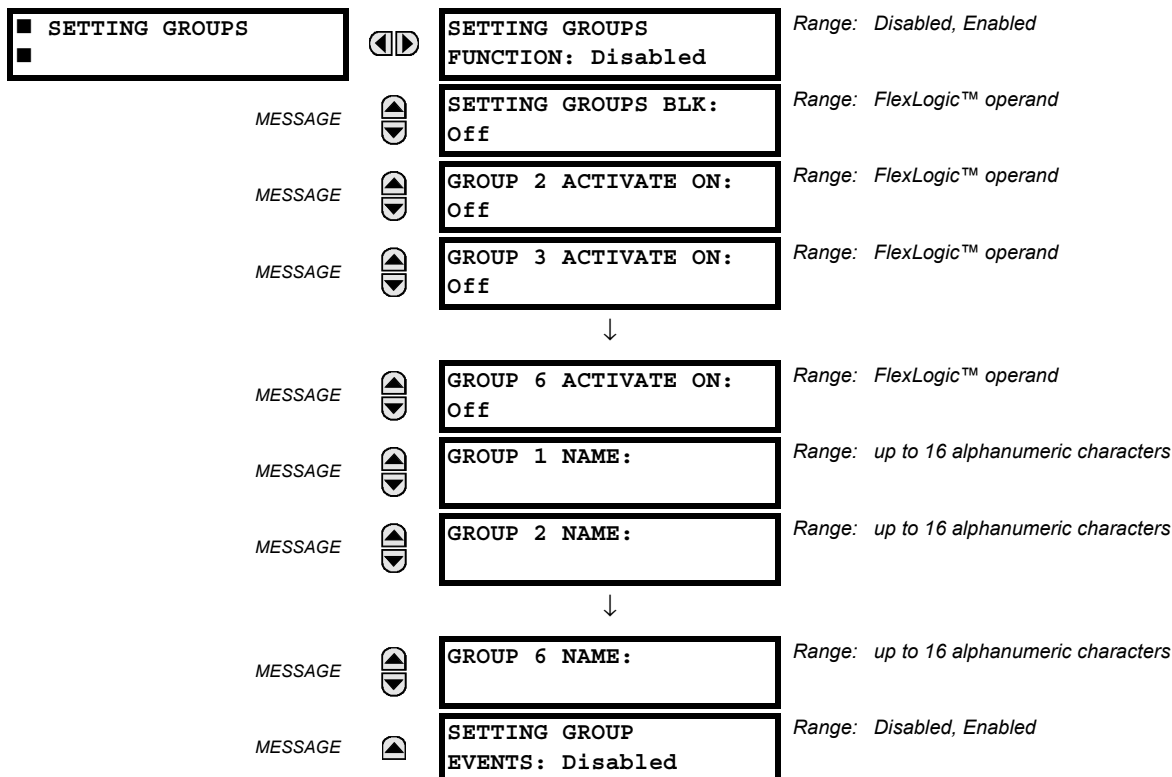 ■ SETTING GROUPS
■
SETTING GROUPS
FUNCTION: Disabled
Range: Disabled, Enabled
MESSAGE
SETTING GROUPS BLK:
Off
Range: FlexLogic™ operand
MESSAGE
GROUP 2 ACTIVATE ON:
Off
Range: FlexLogic™ operand
MESSAGE
GROUP 3 ACTIVATE ON:
Off
Range: FlexLogic™ operand
↓
MESSAGE
GROUP 6 ACTIVATE ON:
Off
Range: FlexLogic™ operand
MESSAGE
GROUP 1 NAME:
Range: up to 16 alphanumeric characters
MESSAGE
GROUP 2 NAME:
Range: up to 16 alphanumeric characters
↓
MESSAGE
GROUP 6 NAME:
Range: up to 16 alphanumeric characters
MESSAGE
SETTING GROUP
EVENTS: Disabled
Range: Disabled, Enabled